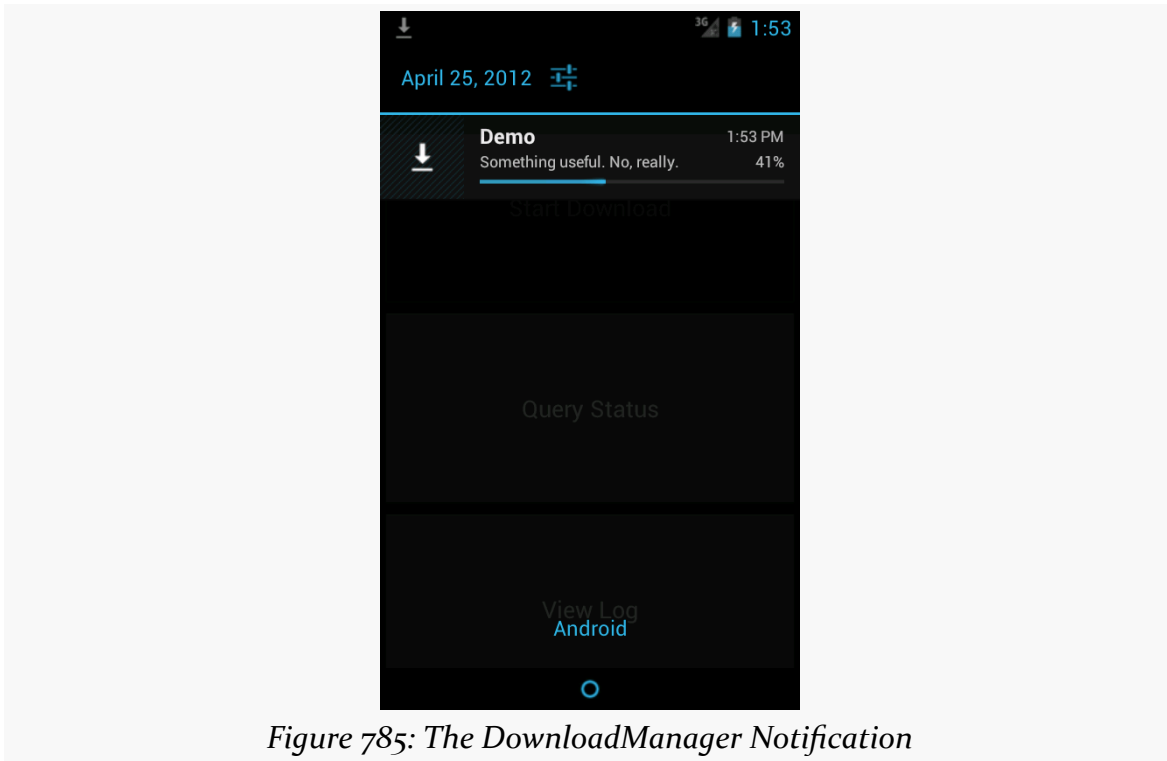 3G 1:53
April 25, 2012
Demo 1:53 PM
Something useful. No, really. 41%
Start Download
Query Status
View Log
Android
Figure 785: The DownloadManager Notification